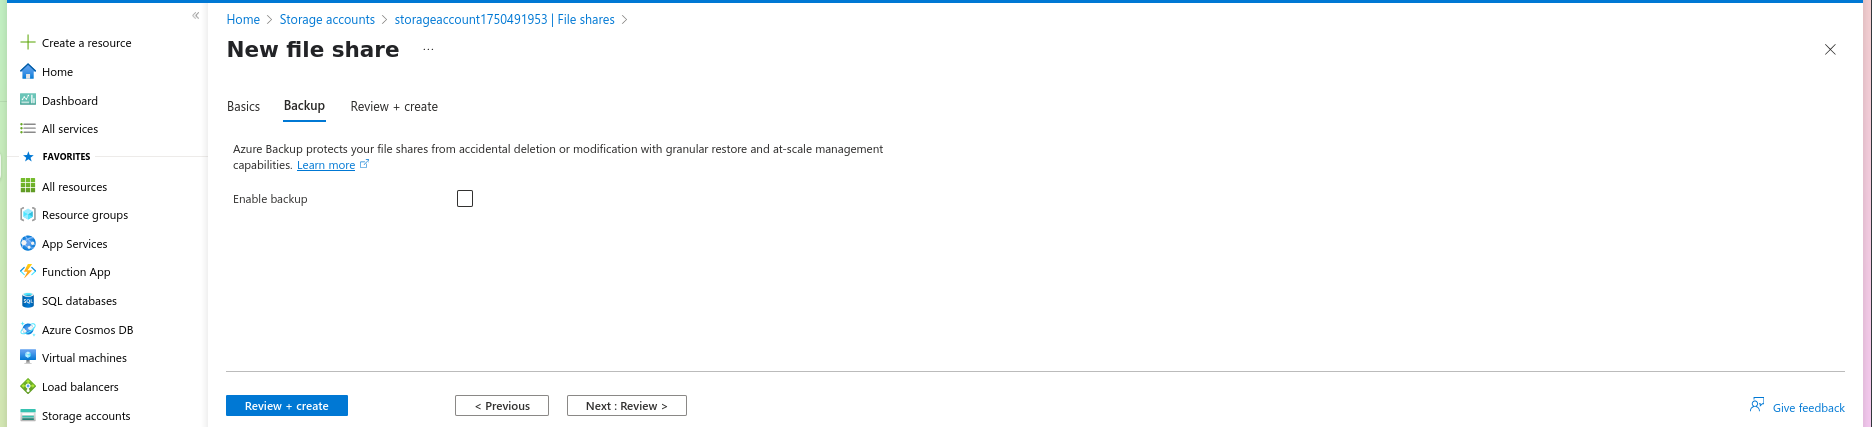 «
Create a resource
Home
Dashboard
All services
FAVORITES
All resources
Resource groups
App Services
Function App
SQL databases
Azure Cosmos DB
Virtual machines
Load balancers
Storage accounts
Home > Storage accounts > storageaccount1750491953 | File shares >
New file share ...
Basics Backup Review + create
Azure Backup protects your file shares from accidental deletion or modification with granular restore and at-scale management
capabilities. Learn more
Enable backup
Review + create < Previous Next : Review >
Give feedback